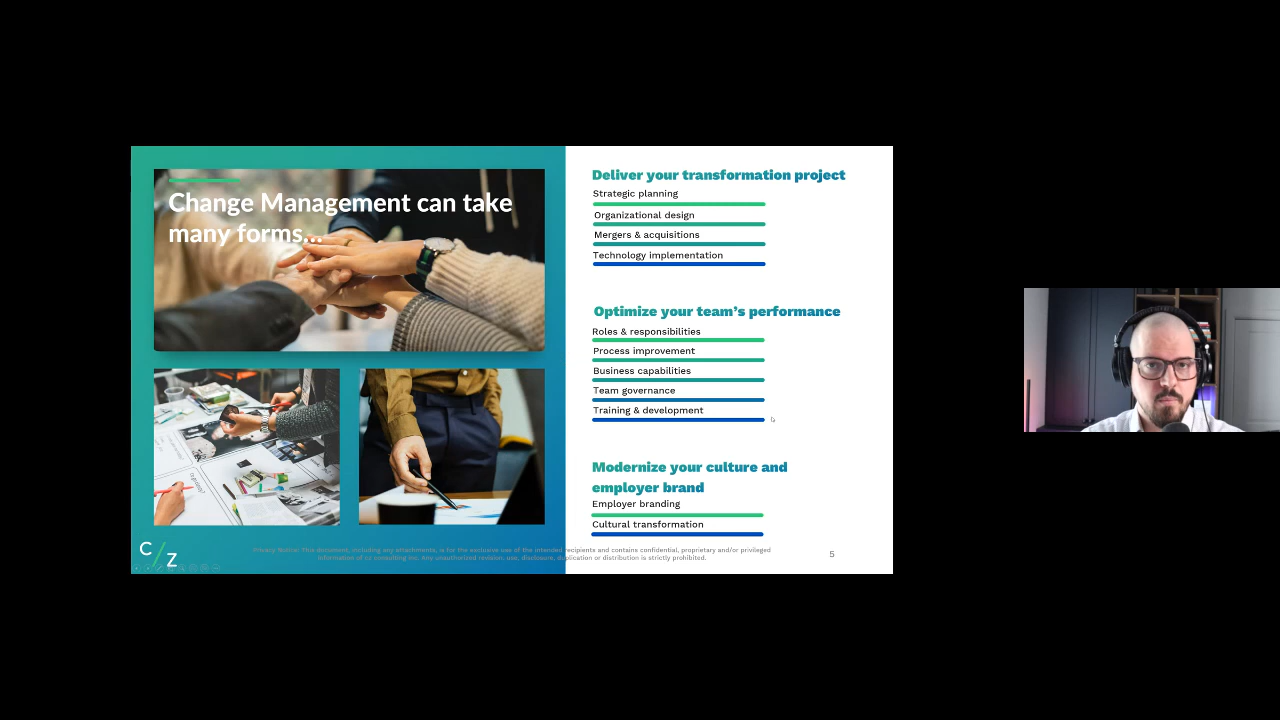 Change Management can take
many forms...
Deliver your transformation project
Strategic planning
Organizational design
Mergers & acquisitions
Technology implementation
Optimize your team's performance
Roles & responsibilities
Process improvement
Business capabilities
Team governance
Training & development
Modernize your culture and
employer brand
Employer branding
Cultural transformation
C/Z
Privacy Notice: This document, including any attachments, is for the exclusive use of the intended recipients and contains confidential, proprietary and/or privileged
information of cz consulting inc. Any unauthorized revision, use, disclosure, duplication or distribution is strictly prohibited.
5